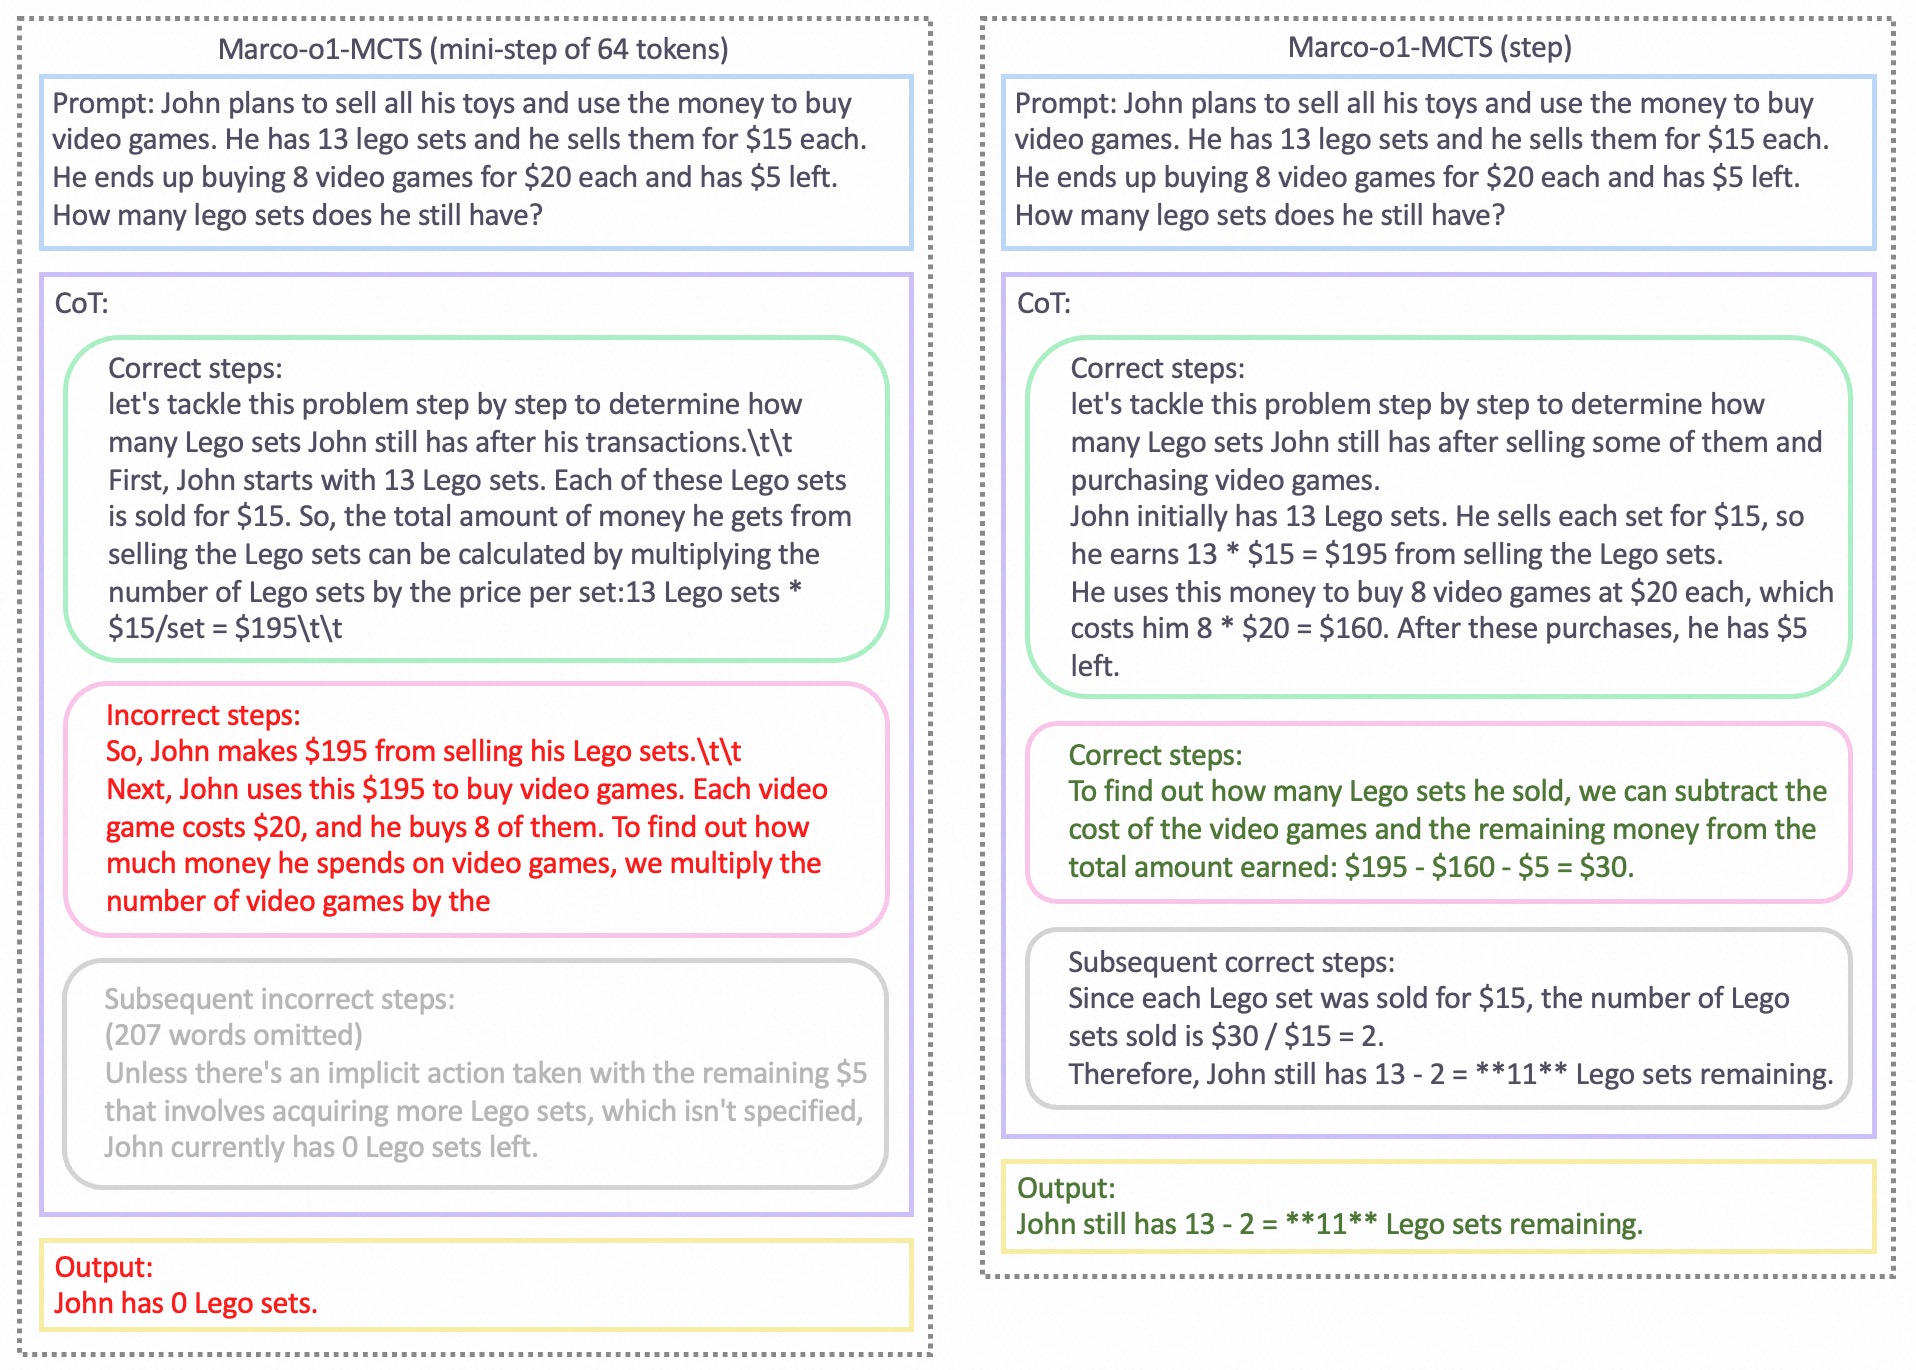 Marco-o1-MCTS (mini-step of 64 tokens)
Prompt: John plans to sell all his toys and use the money to buy
video games. He has 13 lego sets and he sells them for $15 each.
He ends up buying 8 video games for $20 each and has $5 left.
How many lego sets does he still have?
CoT:
Correct steps:
let's tackle this problem step by step to determine how
many Lego sets John still has after his transactions.\t\t
First, John starts with 13 Lego sets. Each of these Lego sets
is sold for $15. So, the total amount of money he gets from
selling the Lego sets can be calculated by multiplying the
number of Lego sets by the price per set:13 Lego sets *
$15/set = $195\t\t
Incorrect steps:
So, John makes $195 from selling his Lego sets.\t\t
Next, John uses this $195 to buy video games. Each video
game costs $20, and he buys 8 of them. To find out how
much money he spends on video games, we multiply the
number of video games by the
Subsequent incorrect steps:
(207 words omitted)
Unless there's an implicit action taken with the remaining $5
that involves acquiring more Lego sets, which isn't specified,
John currently has 0 Lego sets left.
Output:
John has 0 Lego sets.
Marco-o1-MCTS (step)
Prompt: John plans to sell all his toys and use the money to buy
video games. He has 13 lego sets and he sells them for $15 each.
He ends up buying 8 video games for $20 each and has $5 left.
How many lego sets does he still have?
CoT:
Correct steps:
let's tackle this problem step by step to determine how
many Lego sets John still has after selling some of them and
purchasing video games.
John initially has 13 Lego sets. He sells each set for $15, so
he earns 13 * $15 = $195 from selling the Lego sets.
He uses this money to buy 8 video games at $20 each, which
costs him 8 * $20 = $160. After these purchases, he has $5
left.
Correct steps:
To find out how many Lego sets he sold, we can subtract the
cost of the video games and the remaining money from the
total amount earned: $195 - $160 - $5 = $30.
Subsequent correct steps:
Since each Lego set was sold for $15, the number of Lego
sets sold is $30 / $15 = 2.
Therefore, John still has 13 - 2 = **11** Lego sets remaining.
Output:
John still has 13 - 2 = **11** Lego sets remaining.